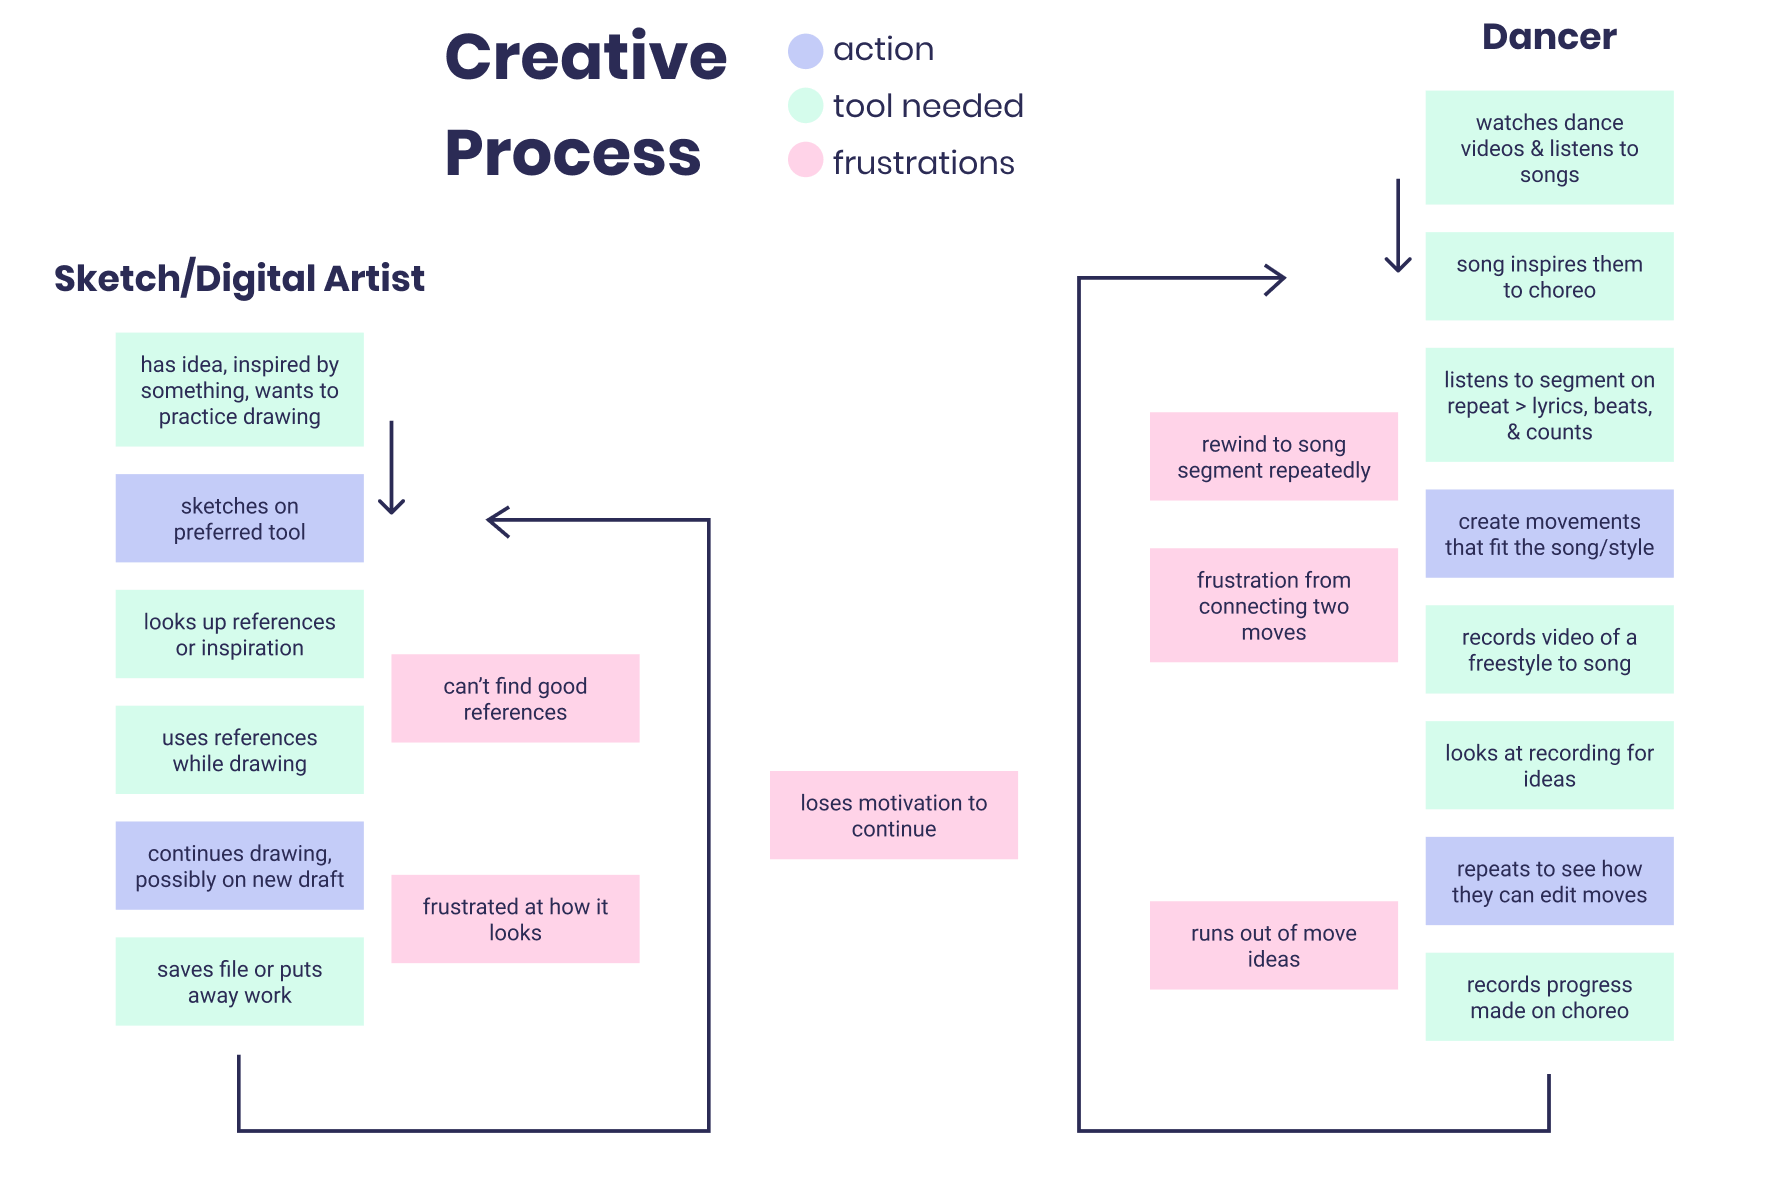 Creative
Process
action
tool needed
frustrations
Sketch/Digital Artist
has idea, inspired by
something, wants to
practice drawing
sketches on
preferred tool
looks up references
or inspiration
uses references
while drawing
continues drawing,
possibly on new draft
saves file or puts
away work
can’t find good
references
frustrated at how it
looks
loses motivation to
continue
Dancer
watches dance
videos & listens to
songs
song inspires them
to choreo
listens to segment on
repeat > lyrics, beats,
& counts
create movements
that fit the song/style
records video of a
freestyle to song
looks at recording for
ideas
repeats to see how
they can edit moves
records progress
made on choreo
rewind to song
segment repeatedly
frustration from
connecting two
moves
runs out of move
ideas